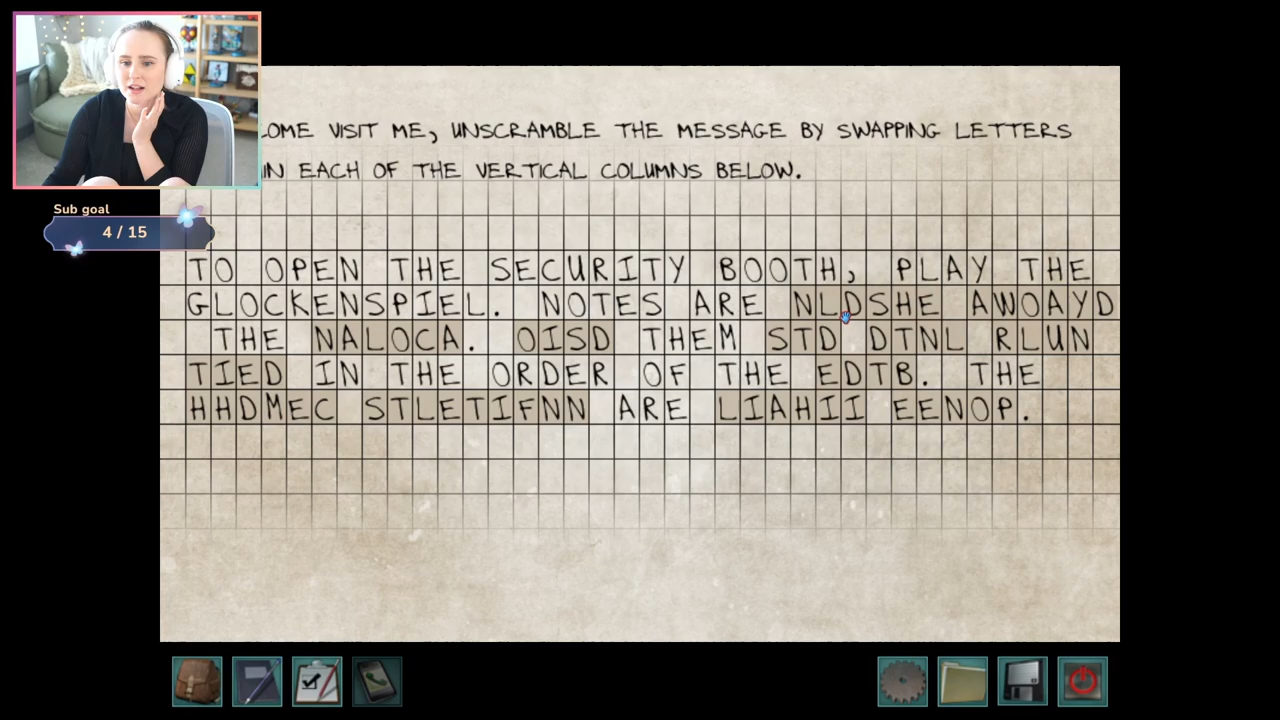 COME VISIT ME, UNSCRAMBLE THE MESSAGE BY SWAPPING LETTERS
IN EACH OF THE VERTICAL COLUMNS BELOW.
Sub goal
4 / 15
TO OPEN THE SECURITY BOOTH, PLAY THE
GLOCKENSPIEL. NOTES ARE NLDSHE AWOAYD
THE NALOCA. OISD THEM STD DTNL RLUN
TIED IN THE ORDER OF THE EDTB. THE
HHDMEC STLETIFNN ARE LIAHII EENOP.